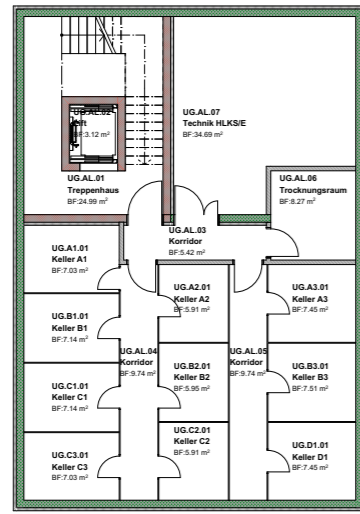 UG.AL.02
Lift
BF:3.12 m²
UG.AL.07
Technik HLKS/E
BF:34.69 m²
UG.AL.01
Treppenhaus
BF:24.99 m²
UG.AL.06
Trocknungsraum
BF:8.27 m²
UG.AL.03
Korridor
BF:5.42 m²
UG.A1.01
Keller A1
BF:7.03 m²
UG.A2.01
Keller A2
BF:5.91 m²
UG.A3.01
Keller A3
BF:7.45 m²
UG.B1.01
Keller B1
BF:7.14 m²
UG.AL.04
Korridor
BF:9.74 m²
UG.B2.01
Keller B2
BF:5.95 m²
UG.AL.05
Korridor
BF:9.74 m²
UG.B3.01
Keller B3
BF:7.51 m²
UG.C1.01
Keller C1
BF:7.14 m²
UG.C2.01
Keller C2
BF:5.91 m²
UG.C3.01
Keller C3
BF:7.03 m²
UG.D1.01
Keller D1
BF:7.45 m²